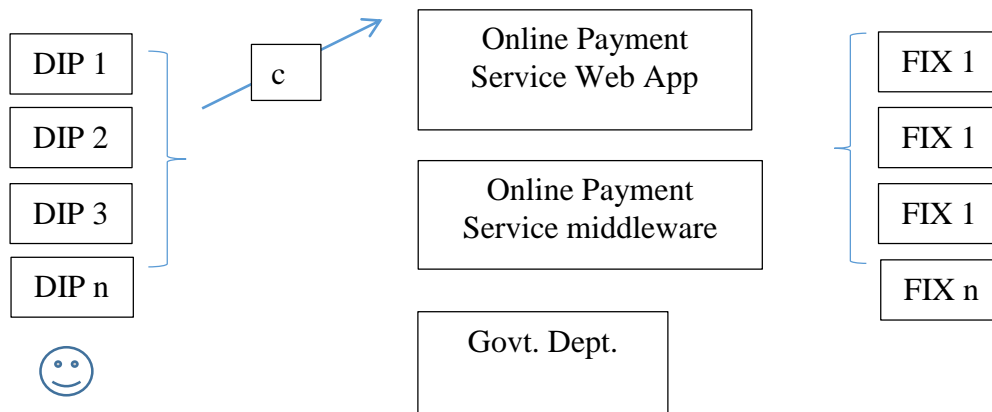 DIP 1
DIP 2
DIP 3
DIP n
c
Online Payment
Service Web App
Online Payment
Service middleware
Govt. Dept.
FIX 1
FIX 1
FIX 1
FIX n